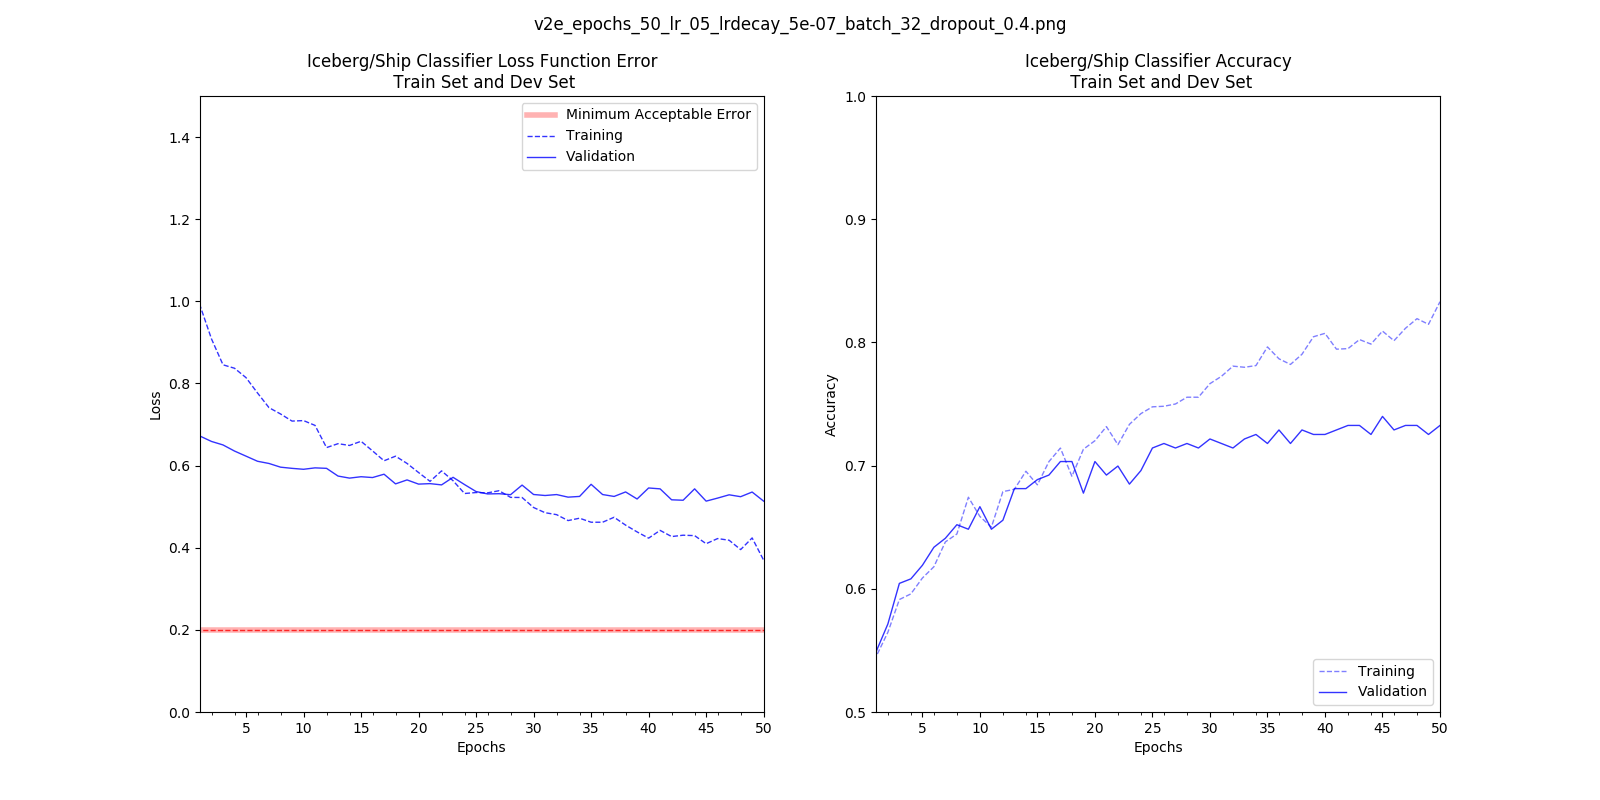 v2e_epochs_50_lr_05_lrdecay_5e-07_batch_32_dropout_0.4.png
Iceberg/Ship Classifier Loss Function Error
Train Set and Dev Set
Minimum Acceptable Error
Training
Validation
1.4
1.2
1.0
0.8
0.6
0.4
0.2
0.0
Loss
5 10 15 20 25 30 35 40 45 50
Epochs
Iceberg/Ship Classifier Accuracy
Train Set and Dev Set
1.0
0.9
0.8
0.7
0.6
0.5
Accuracy
Training
Validation
5 10 15 20 25 30 35 40 45 50
Epochs